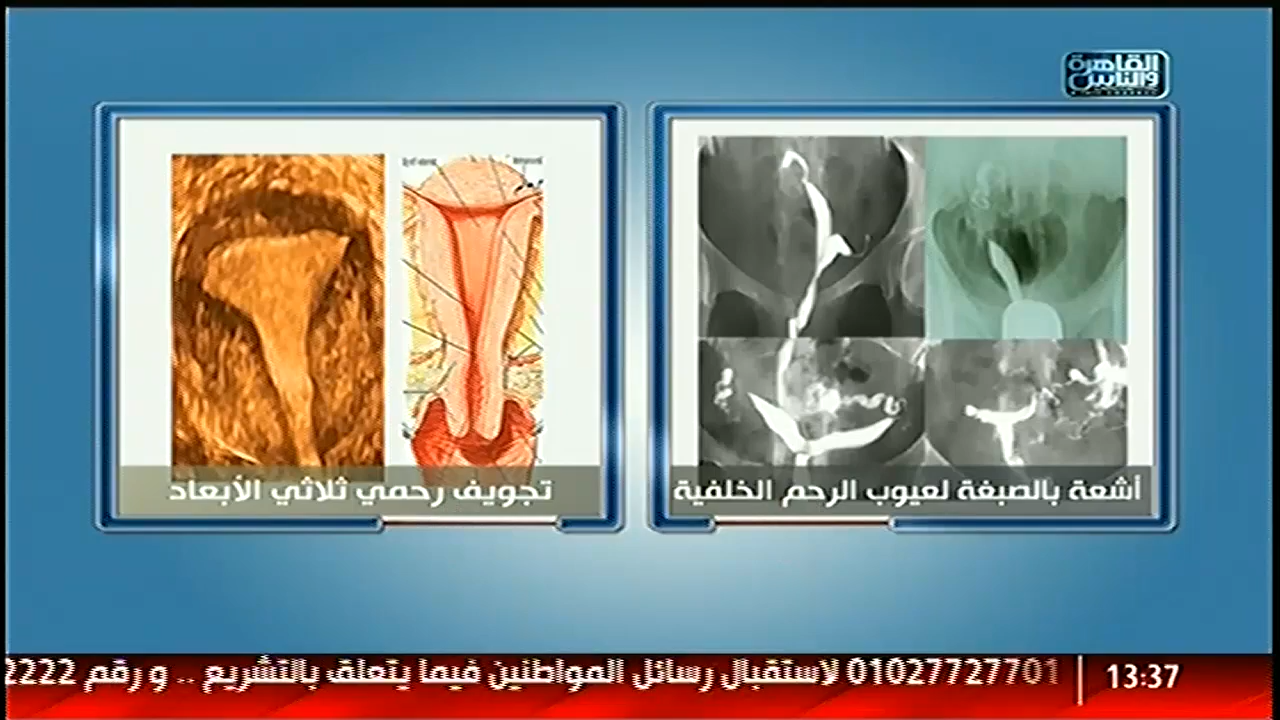 القاهرة
والناس
أشعة بالصبغة لعيوب الرحم الخلفية
تجويف رحمي ثلاثي الأبعاد
13:37 | 01027727701 لاستقبال رسائل المواطنين فيما يتعلق بالتشريع .. و رقم 2222